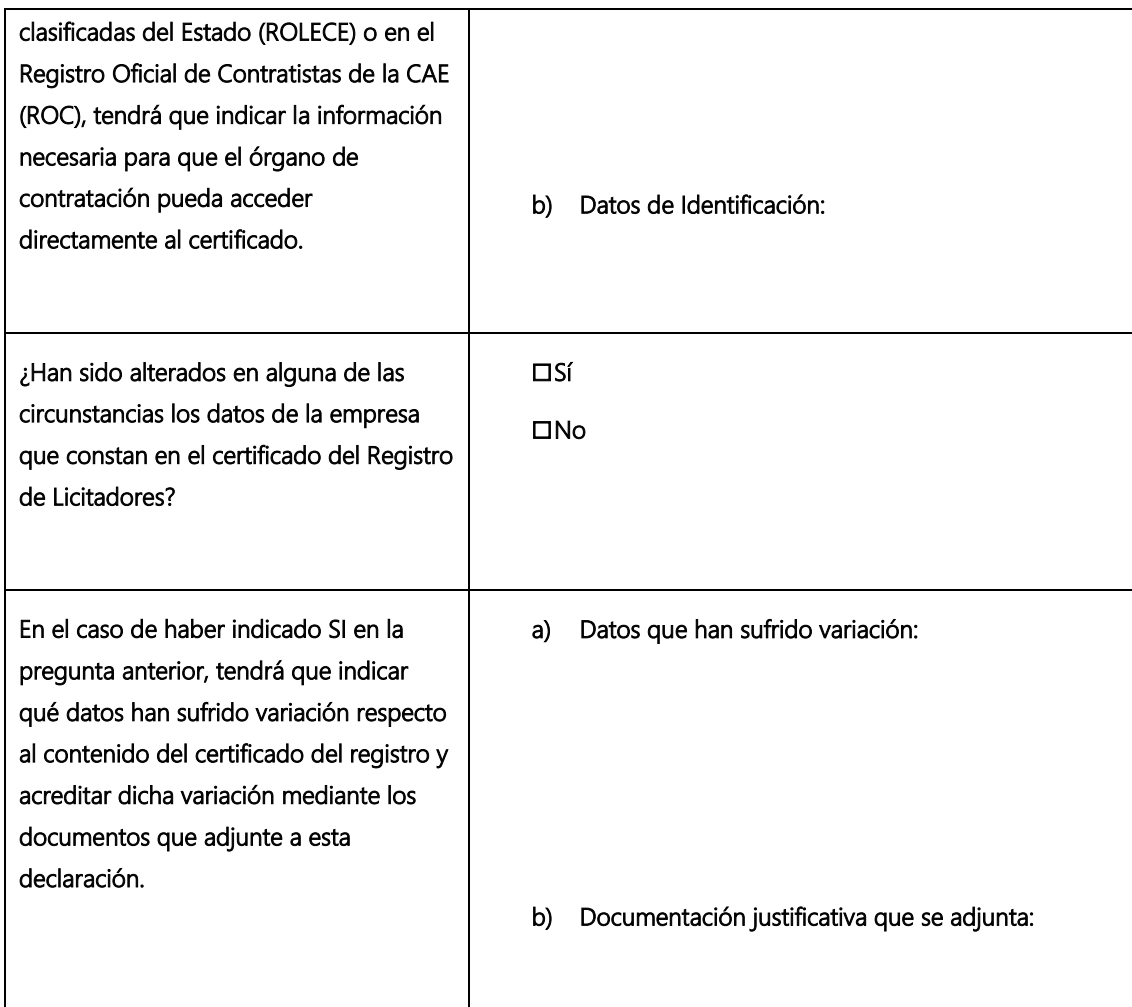 clasificadas del Estado (ROLECE) o en el
Registro Oficial de Contratistas de la CAE
(ROC), tendrá que indicar la información
necesaria para que el órgano de
contratación pueda acceder
directamente al certificado.
b) Datos de Identificación:
¿Han sido alterados en alguna de las
circunstancias los datos de la empresa
que constan en el certificado del Registro
de Licitadores?
☐Sí
☐No
En el caso de haber indicado SI en la
pregunta anterior, tendrá que indicar
qué datos han sufrido variación respecto
al contenido del certificado del registro y
acreditar dicha variación mediante los
documentos que adjunte a esta
declaración.
a) Datos que han sufrido variación:
b) Documentación justificativa que se adjunta: